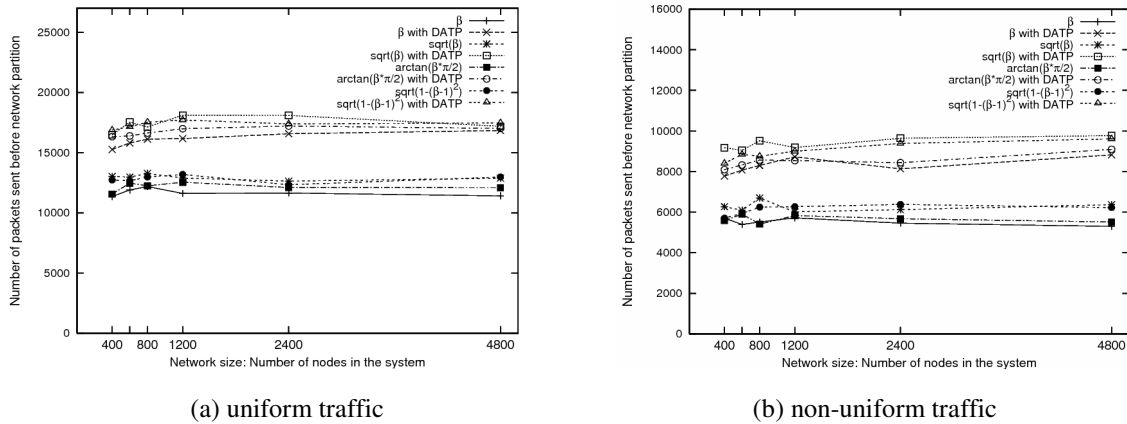 Number of packets sent before network partition
25000
20000
15000
10000
5000
0
β
β with DATP
sqrt(β)
sqrt(β) with DATP
arctan(β*π/2)
arctan(β*π/2) with DATP
sqrt(1-(β-1)²)
sqrt(1-(β-1)²) with DATP
400 800 1200 2400 4800
Network size: Number of nodes in the system
(a) uniform traffic
Number of packets sent before network partition
16000
14000
12000
10000
8000
6000
4000
2000
0
β
β with DATP
sqrt(β)
sqrt(β) with DATP
arctan(β*π/2)
arctan(β*π/2) with DATP
sqrt(1-(β-1)²)
sqrt(1-(β-1)²) with DATP
400 800 1200 2400 4800
Network size: Number of nodes in the system
(b) non-uniform traffic